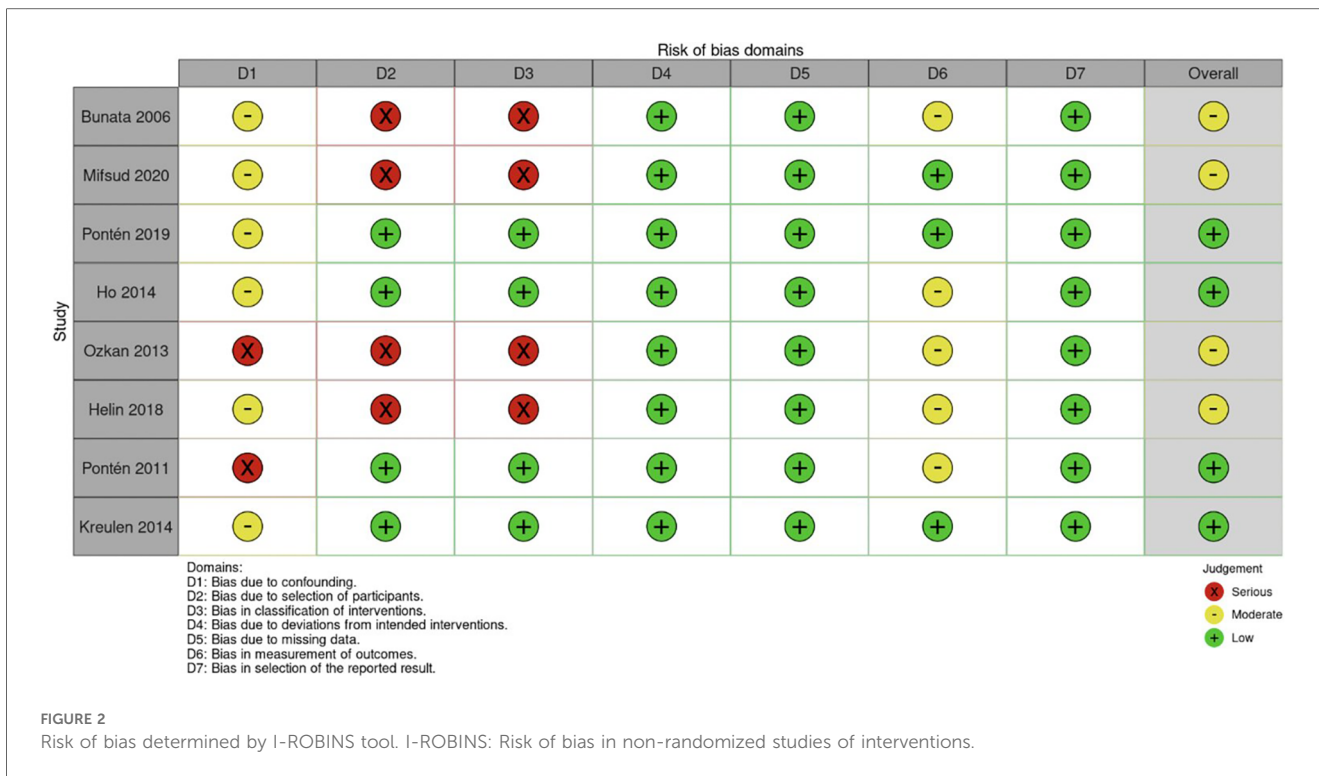 Risk of bias domains
D1 D2 D3 D4 D5 D6 D7 Overall
Study
Bunata 2006 - X X + + - + -
Mifsud 2020 - X X + + + + -
Pontén 2019 - + + + + + + +
Ho 2014 - + + + + - + +
Ozkan 2013 X X X + + - + -
Helin 2018 - X X + + - + -
Pontén 2011 X + + + + - + +
Kreulen 2014 - + + + + + + +
Domains:
D1: Bias due to confounding.
D2: Bias due to selection of participants.
D3: Bias in classification of interventions.
D4: Bias due to deviations from intended interventions.
D5: Bias due to missing data.
D6: Bias in measurement of outcomes.
D7: Bias in selection of the reported result.
Judgement
X Serious
- Moderate
+ Low
FIGURE 2
Risk of bias determined by I-ROBINS tool. I-ROBINS: Risk of bias in non-randomized studies of interventions.